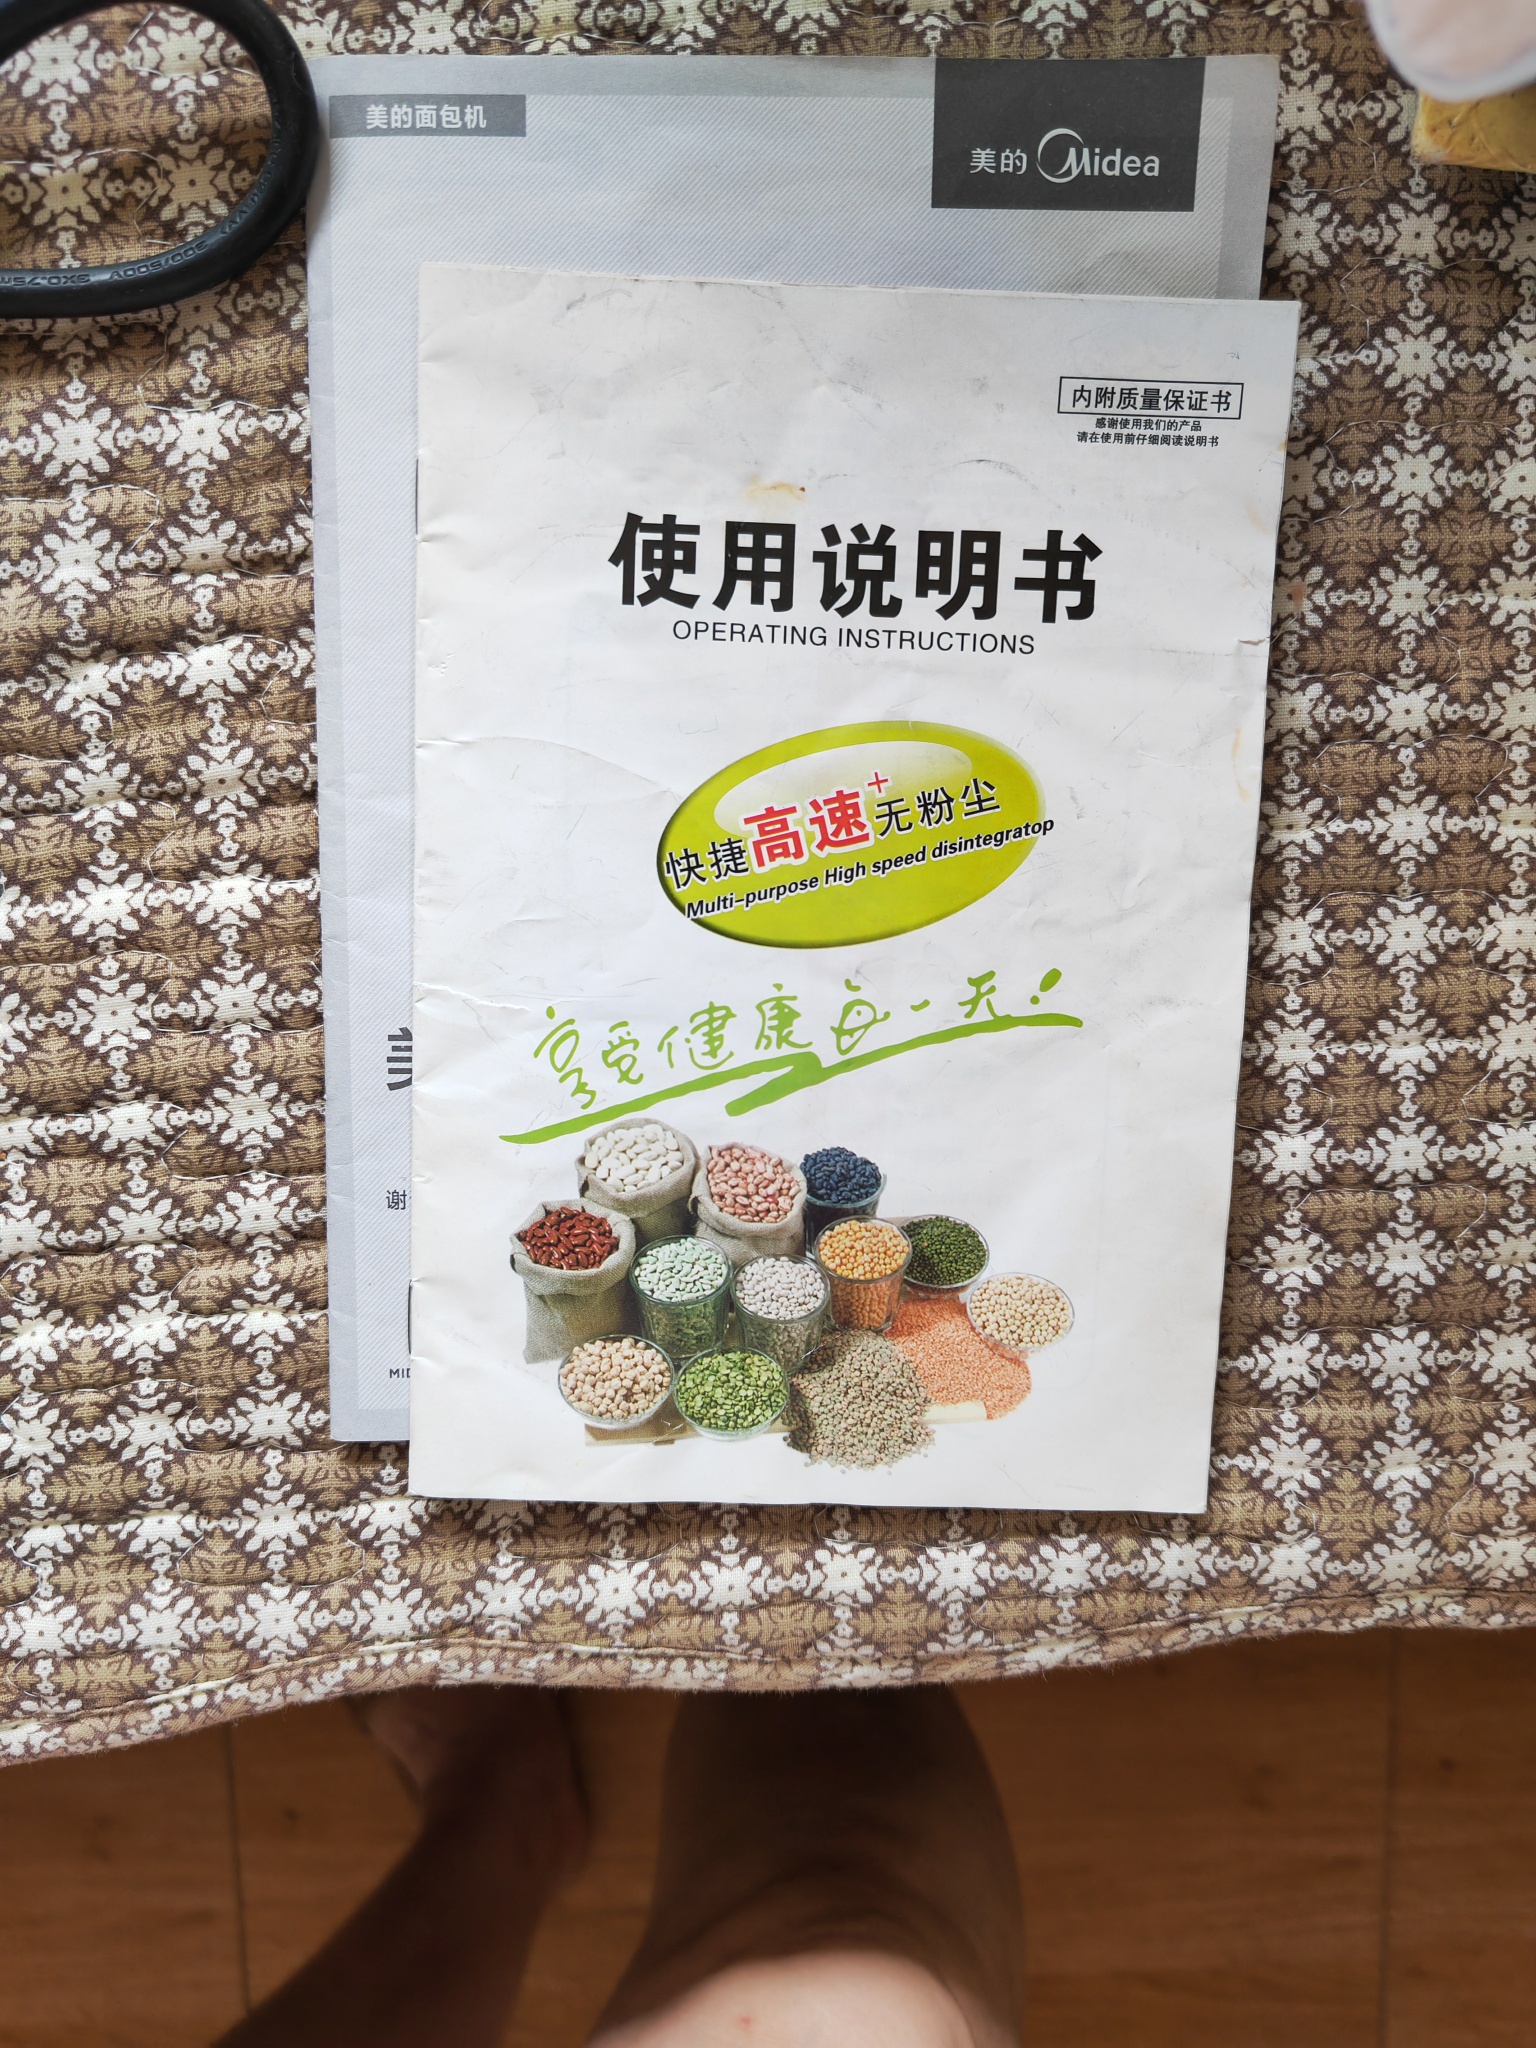 美的面包机
美的 Midea
内附质量保证书
感谢使用我们的产品
请在使用前仔细阅读说明书
使用说明书
OPERATING INSTRUCTIONS
快捷高速+无粉尘
Multi-purpose High speed disintegratop
享受健康每一天!
谢
MID